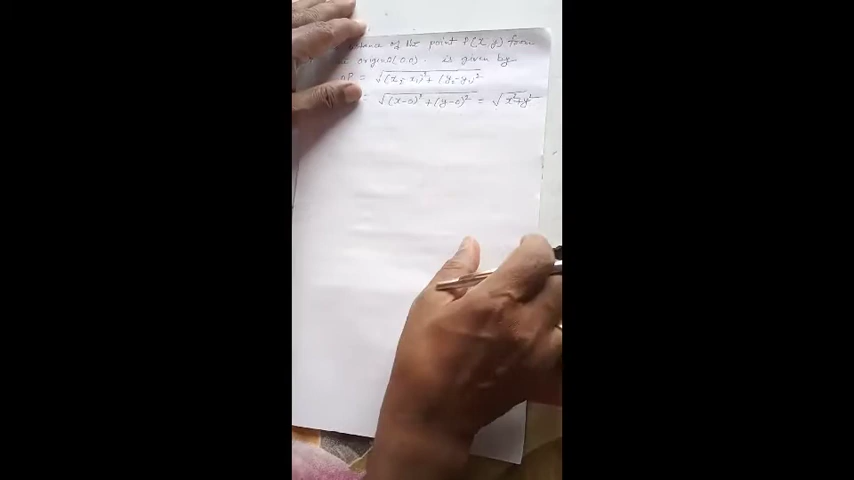 distance of the point P(x,y) from
origin O(0,0). is given by
OP = √(x₂-x₁)² + (y₂-y₁)²
= √(x-0)² + (y-0)² = √x²+y²